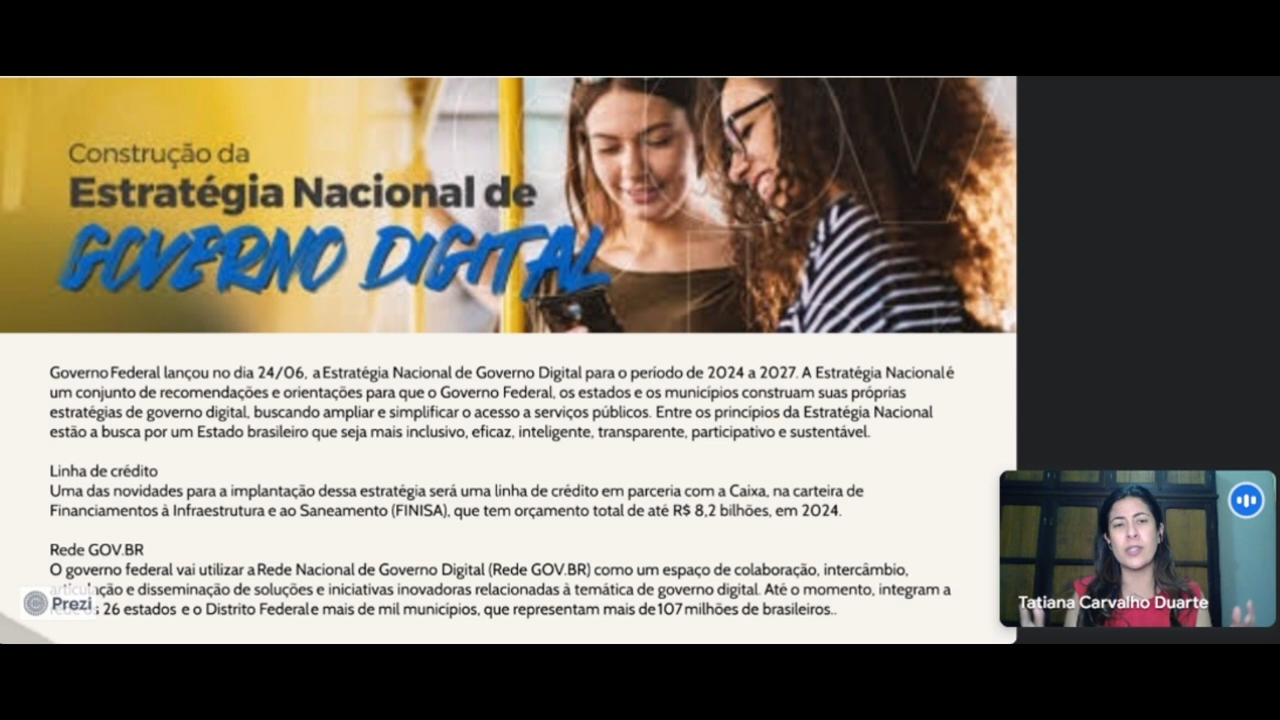 Construção da
Estratégia Nacional de
GOVERNO DIGITAL
Governo Federal lançou no dia 24/06, a Estratégia Nacional de Governo Digital para o período de 2024 a 2027. A Estratégia Nacional é
um conjunto de recomendações e orientações para que o Governo Federal, os estados e os municípios construam suas próprias
estratégias de governo digital, buscando ampliar e simplificar o acesso a serviços públicos. Entre os princípios da Estratégia Nacional
estão a busca por um Estado brasileiro que seja mais inclusivo, eficaz, inteligente, transparente, participativo e sustentável.
Linha de crédito
Uma das novidades para a implantação dessa estratégia será uma linha de crédito em parceria com a Caixa, na carteira de
Financiamentos à Infraestrutura e ao Saneamento (FINISA), que tem orçamento total de até R$ 8,2 bilhões, em 2024.
Rede GOV.BR
O governo federal vai utilizar a Rede Nacional de Governo Digital (Rede GOV.BR) como um espaço de colaboração, intercâmbio,
articulação e disseminação de soluções e iniciativas inovadoras relacionadas à temática de governo digital. Até o momento, integram a
26 estados e o Distrito Federal e mais de mil municípios, que representam mais de 107 milhões de brasileiros..
Prezi
Tatiana Carvalho Duarte